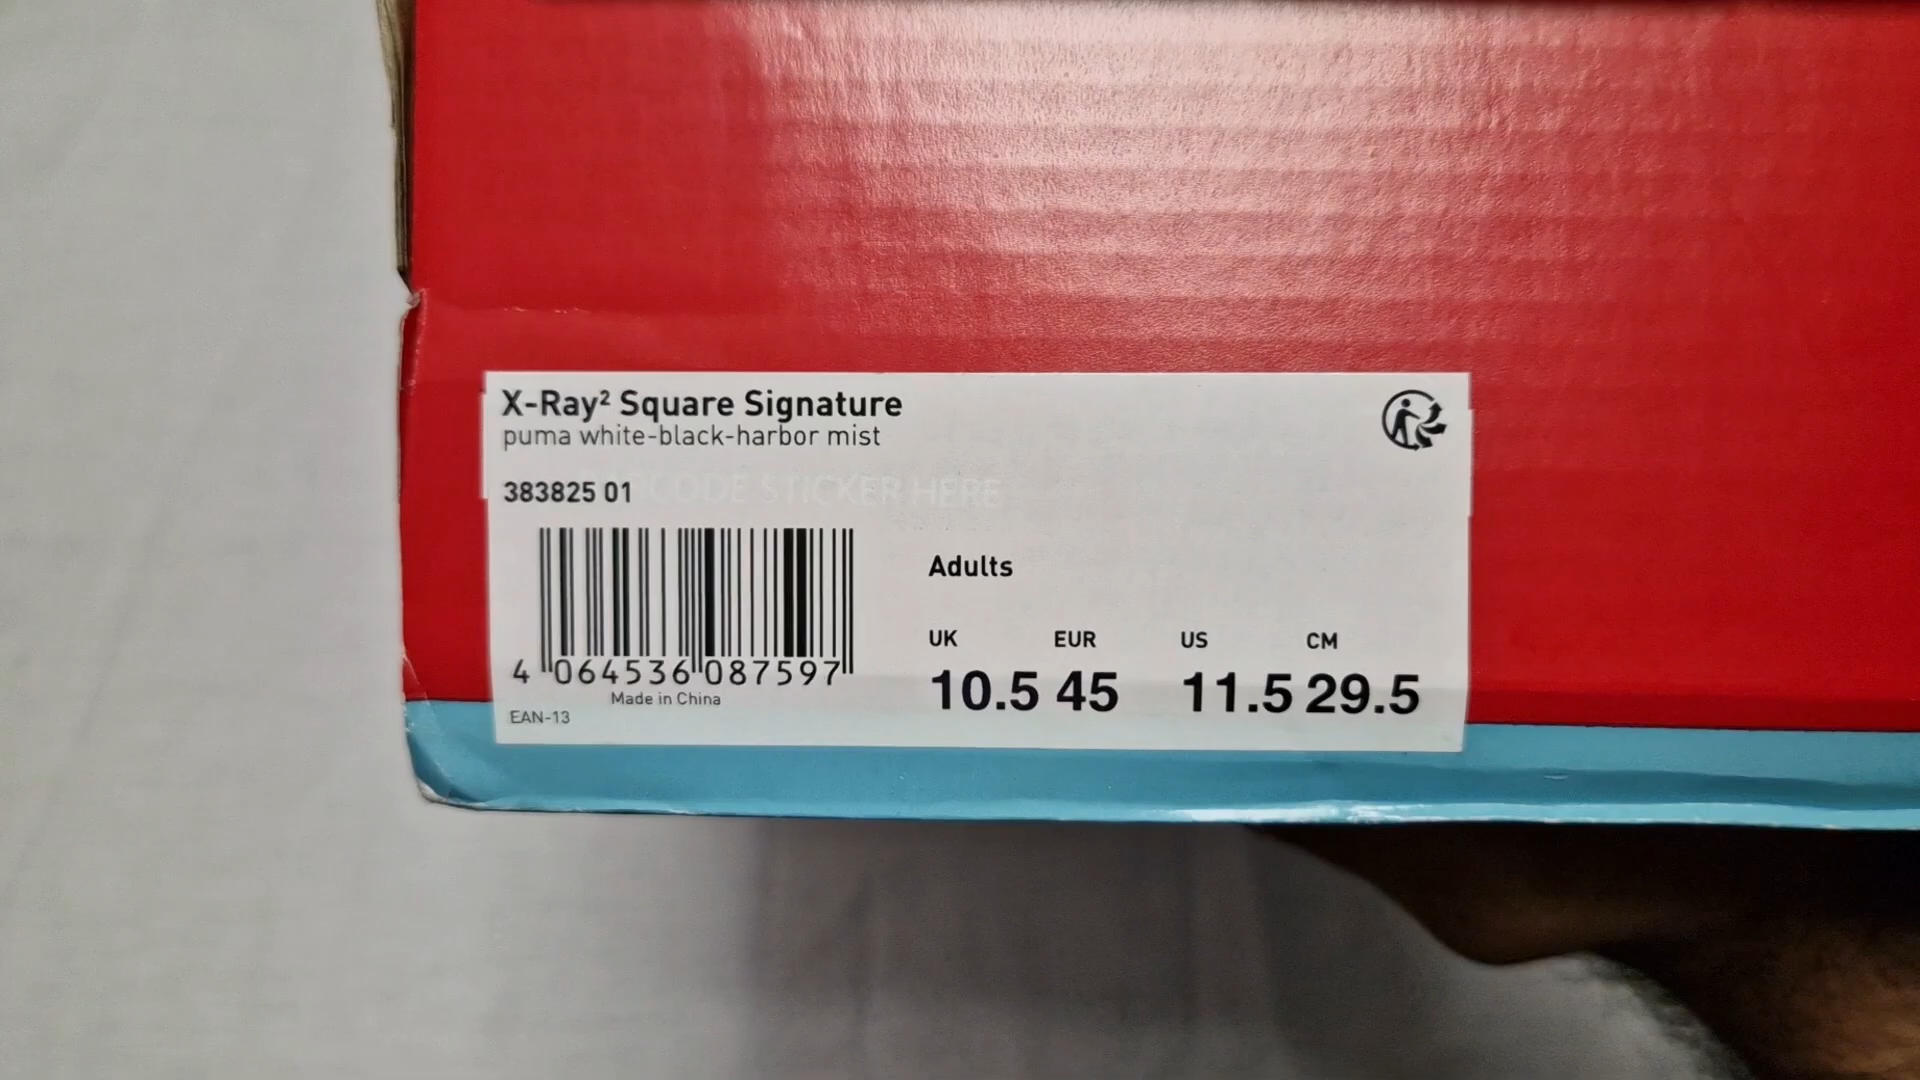 X-Ray² Square Signature
puma white-black-harbor mist
383825 01
CODE STICKER HERE
Adults
UK EUR US CM
10.5 45 11.5 29.5
4 064536 087597
Made in China
EAN-13